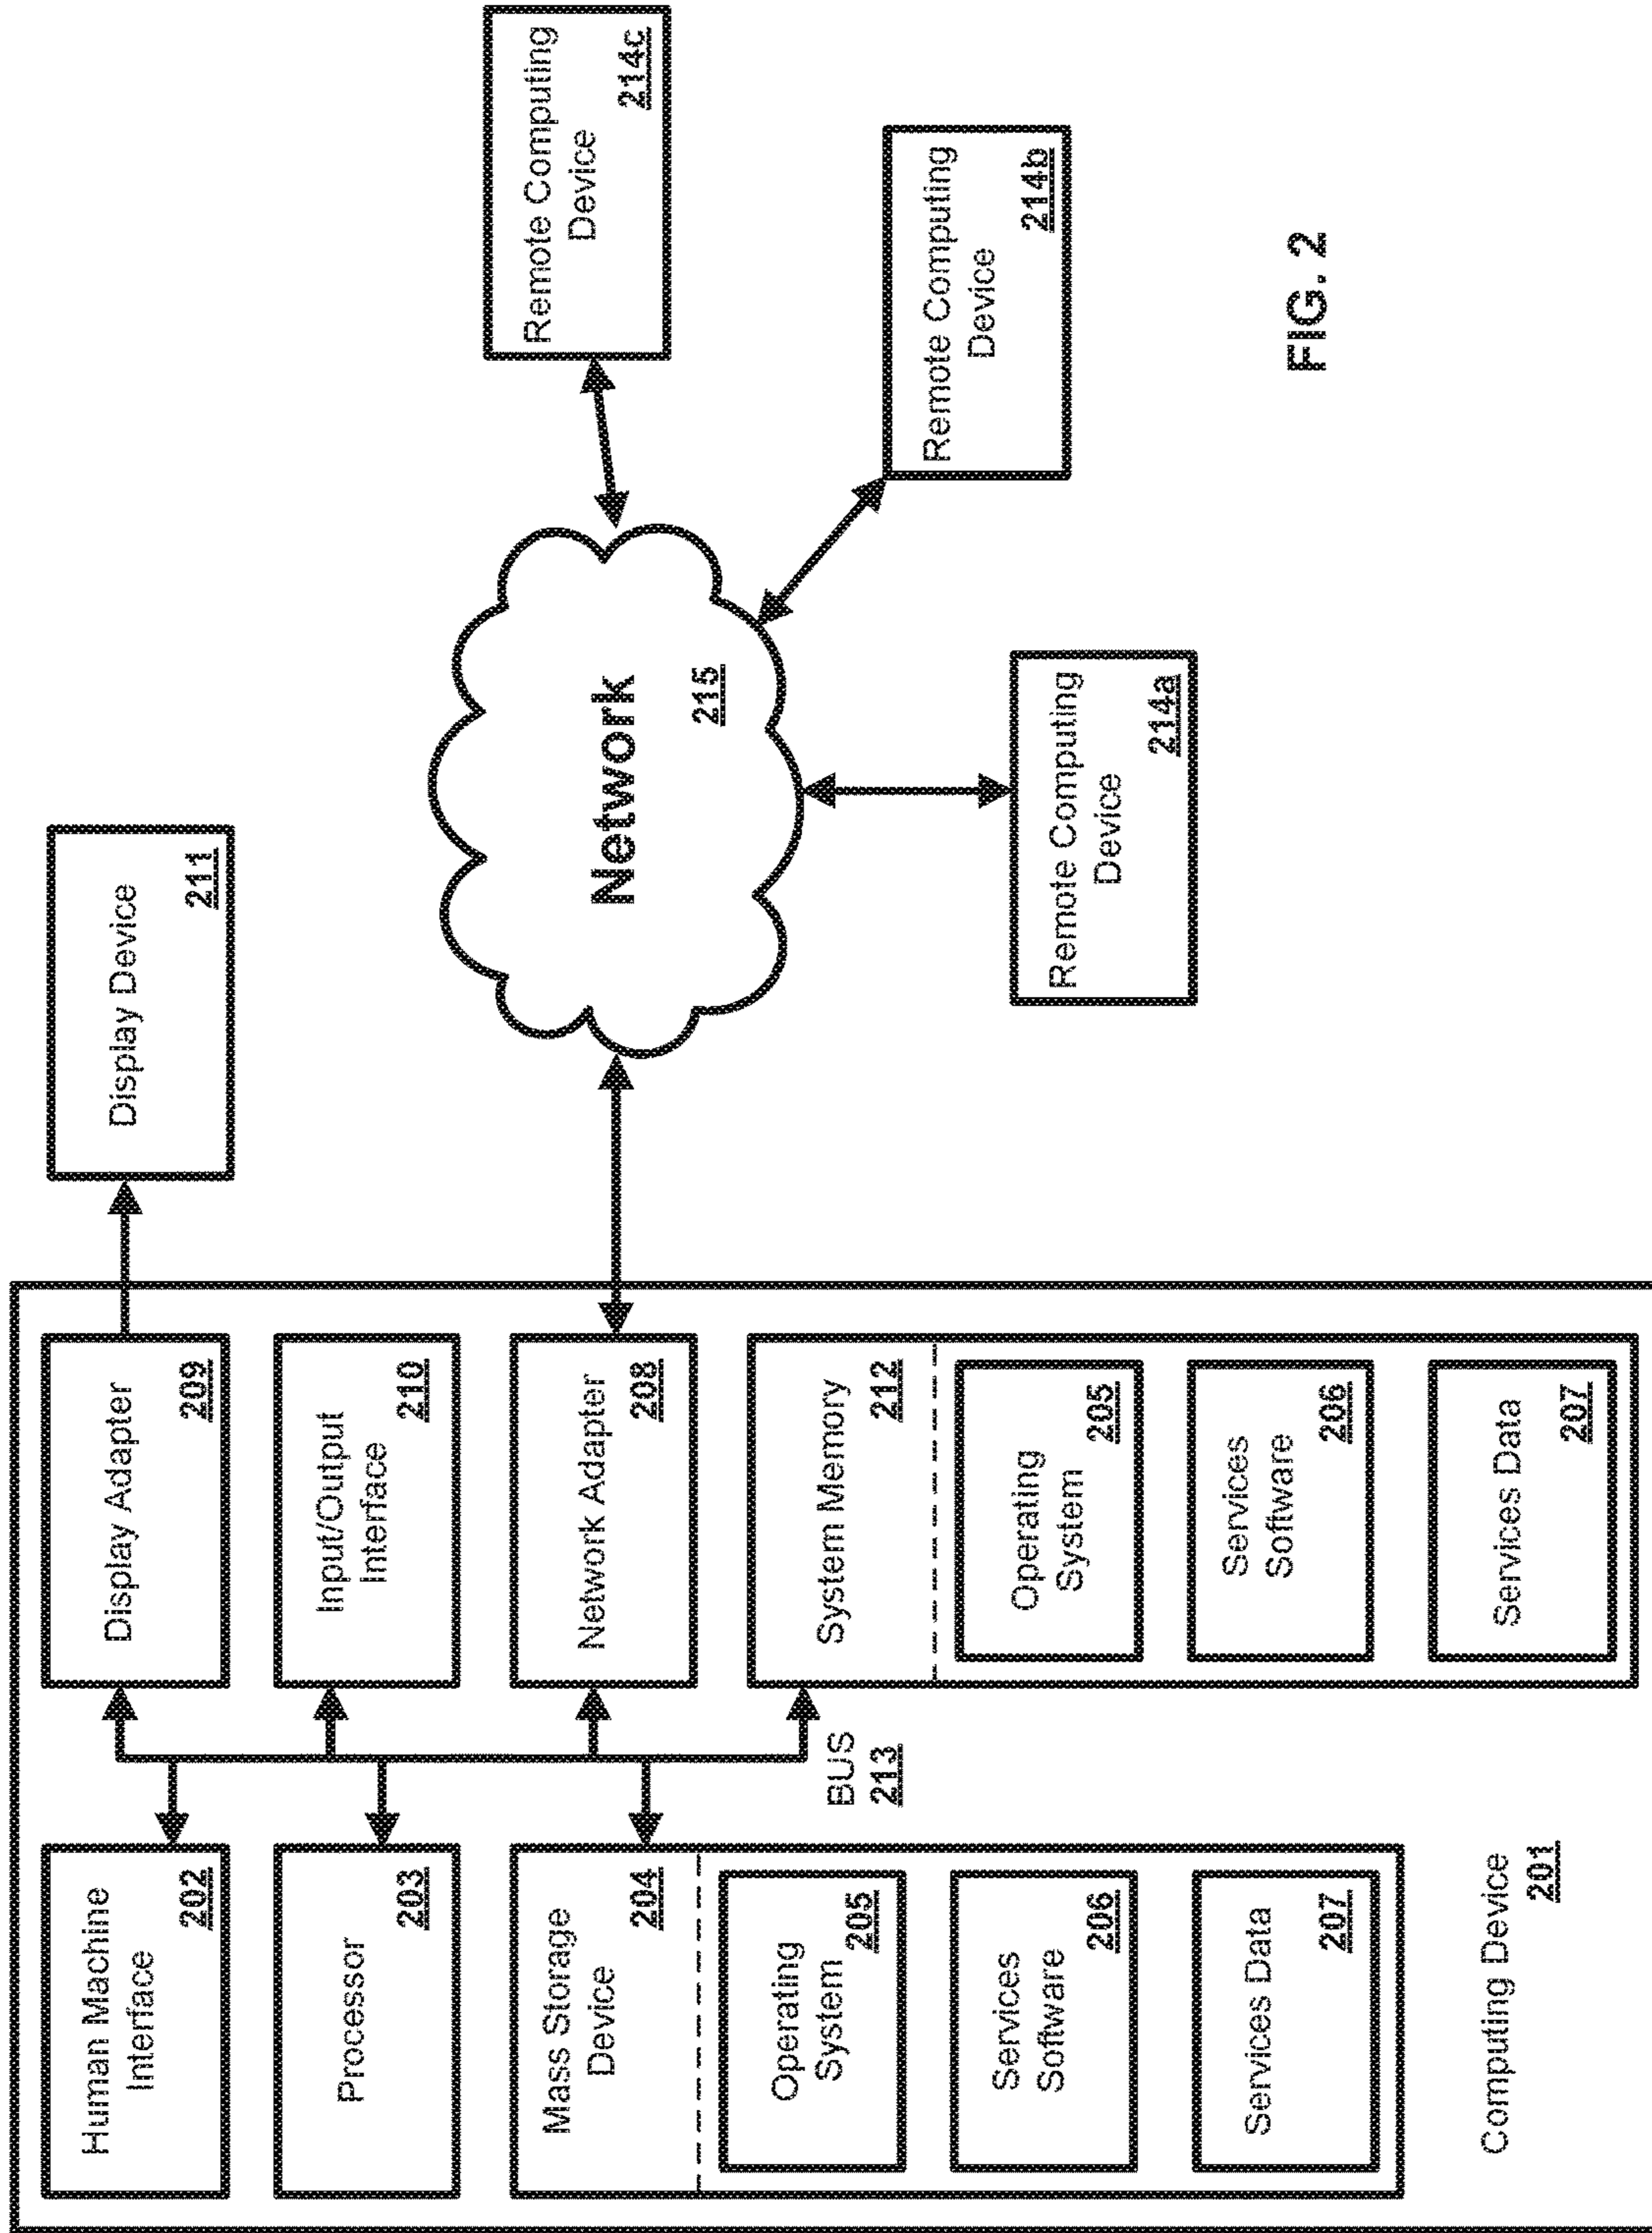 Human Machine
Interface
202
Processor
203
Mass Storage
Device
204
Operating
System
205
Services
Software
206
Services Data
207
Computing Device
201
BUS
213
Display Adapter
209
Input/Output
Interface
210
Network Adapter
208
System Memory
212
Operating
System
205
Services
Software
206
Services Data
207
Display Device
211
Network
215
Remote Computing
Device
214a
Remote Computing
Device
214b
Remote Computing
Device
214c
FIG. 2